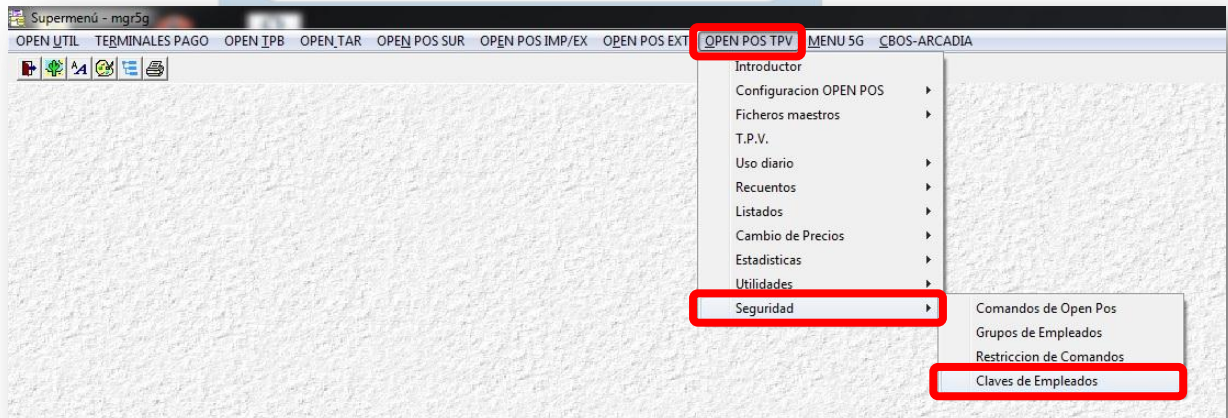 Supermenú - mgr5g
OPEN UTIL TERMINALES PAGO OPEN TPB OPEN_TAR OPEN POS SUR OPEN POS IMP/EX OPEN POS EXT OPEN POS TPV MENU 5G CBOS-ARCADIA
Introductor
Configuracion OPEN POS
Ficheros maestros
T.P.V.
Uso diario
Recuentos
Listados
Cambio de Precios
Estadisticas
Utilidades
Seguridad
Comandos de Open Pos
Grupos de Empleados
Restriccion de Comandos
Claves de Empleados